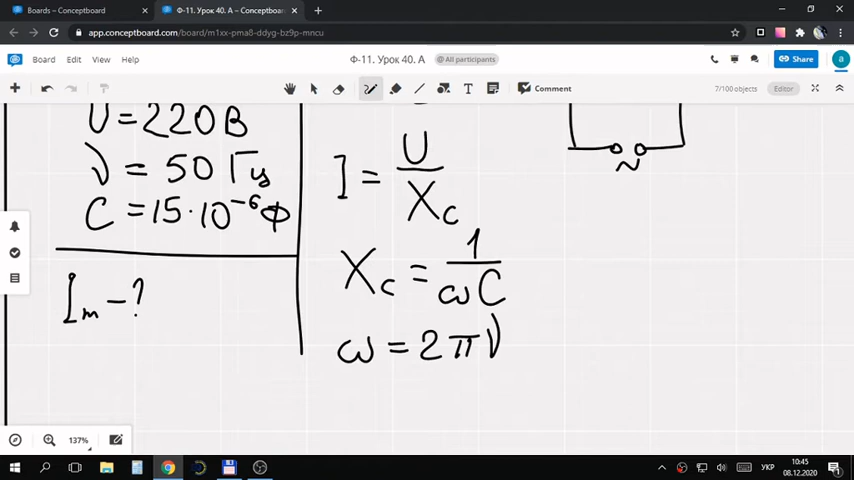 Boards – Conceptboard
Ф-11. Урок 40. А – Conceptboard
app.conceptboard.com/board/m1xx-pma8-ddyg-bz9p-mncu
Board Edit View Help
Ф-11. Урок 40. А
All participants
Share
a
Comment
7/100 objects
Editor
U = 220 В
ν = 50 Гц
C = 15·10⁻⁶ Ф
Iₘ – ?
I = U / X_C
X_C = 1 / ωC
ω = 2πν
~
137%
УКР
10:45
08.12.2020